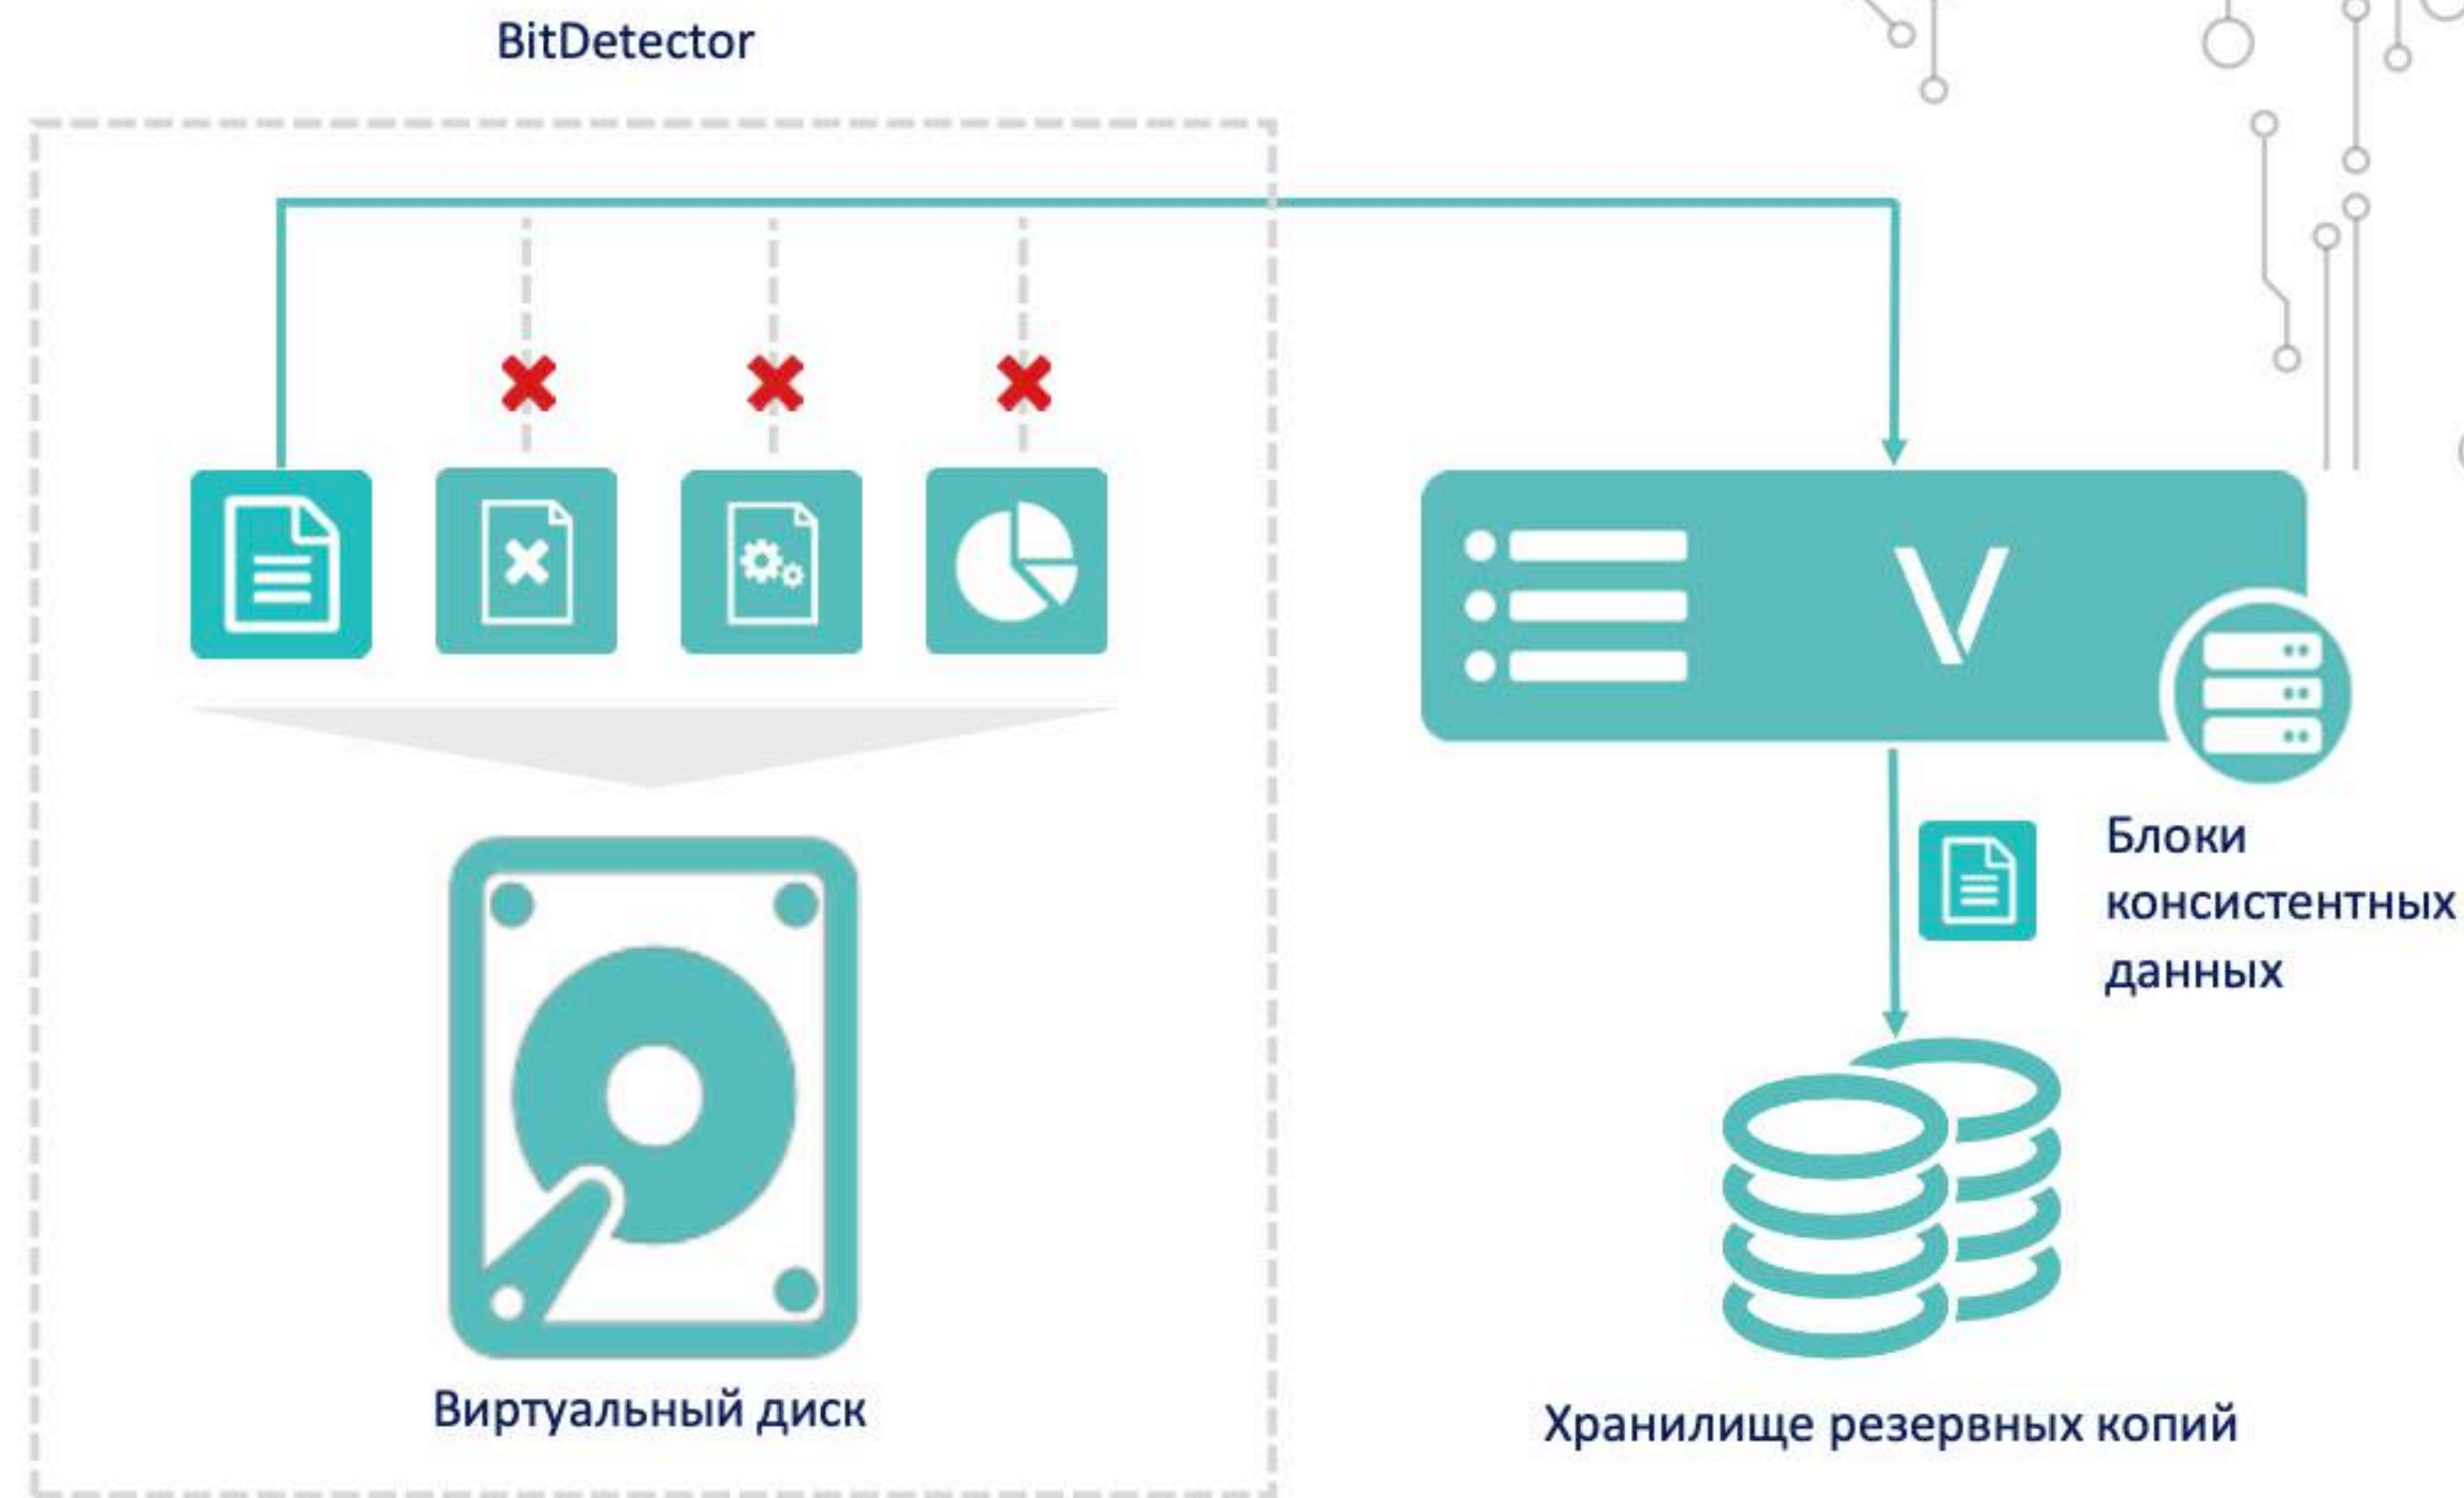 BitDetector
V
Блоки
консистентных
данных
Виртуальный диск
Хранилище резервных копий